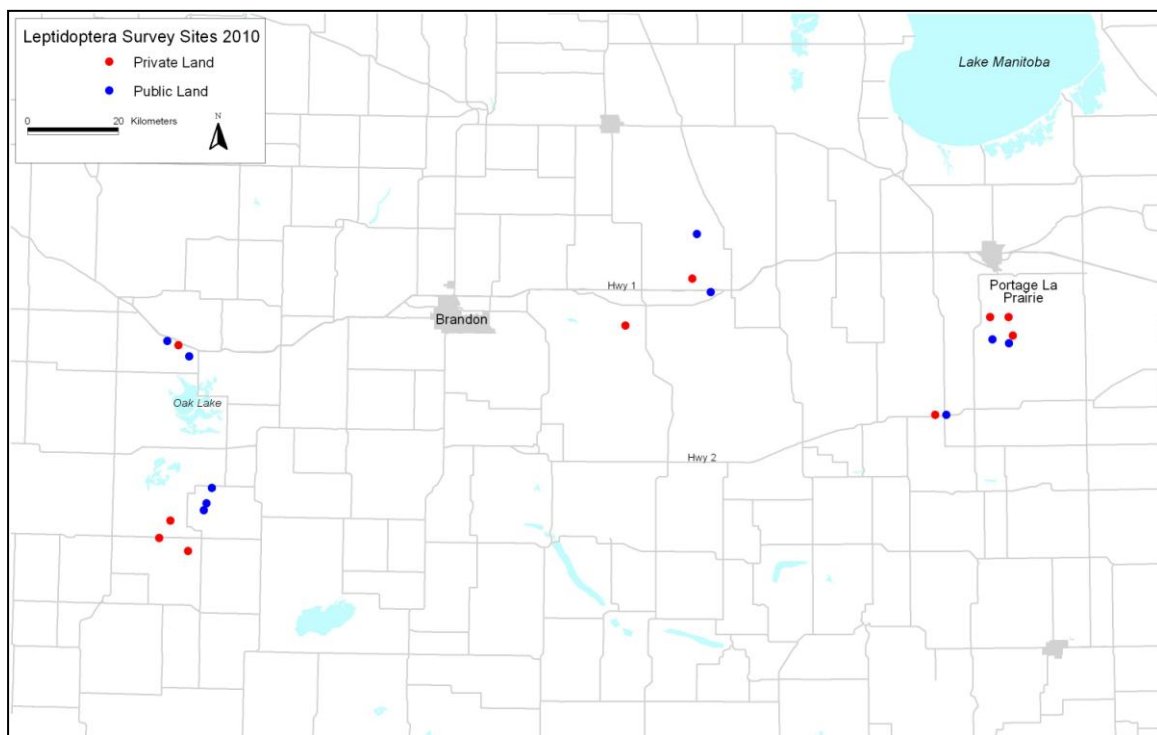 Leptidoptera Survey Sites 2010
Private Land
Public Land
0 20 Kilometers
N
Lake Manitoba
Hwy 1
Portage La
Prairie
Brandon
Oak Lake
Hwy 2